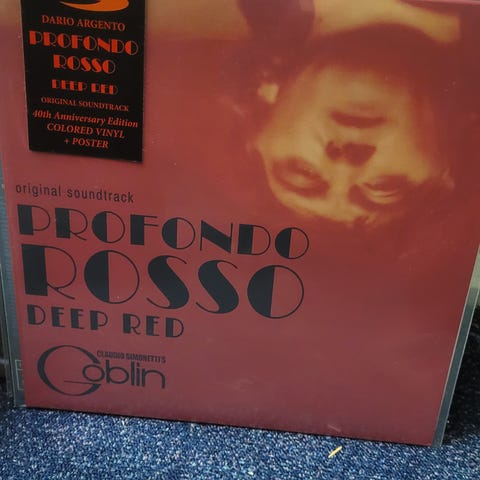 DARIO ARGENTO
PROFONDO
ROSSO
DEEP RED
ORIGINAL SOUNDTRACK
40th Anniversary Edition
COLORED VINYL
+ POSTER
original soundtrack
PROFONDO
ROSSO
DEEP RED
CLAUDIO SIMONETTI'S
Goblin